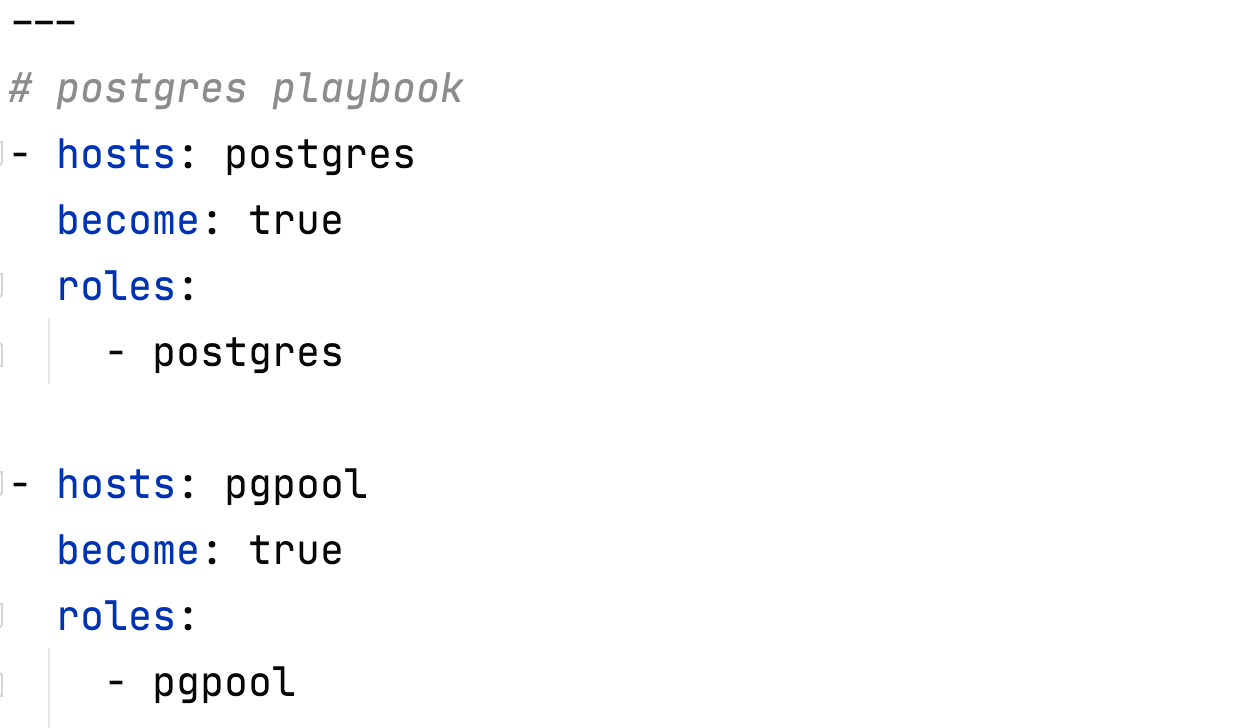 ---
# postgres playbook
- hosts: postgres
  become: true
  roles:
    - postgres

- hosts: pgpool
  become: true
  roles:
    - pgpool